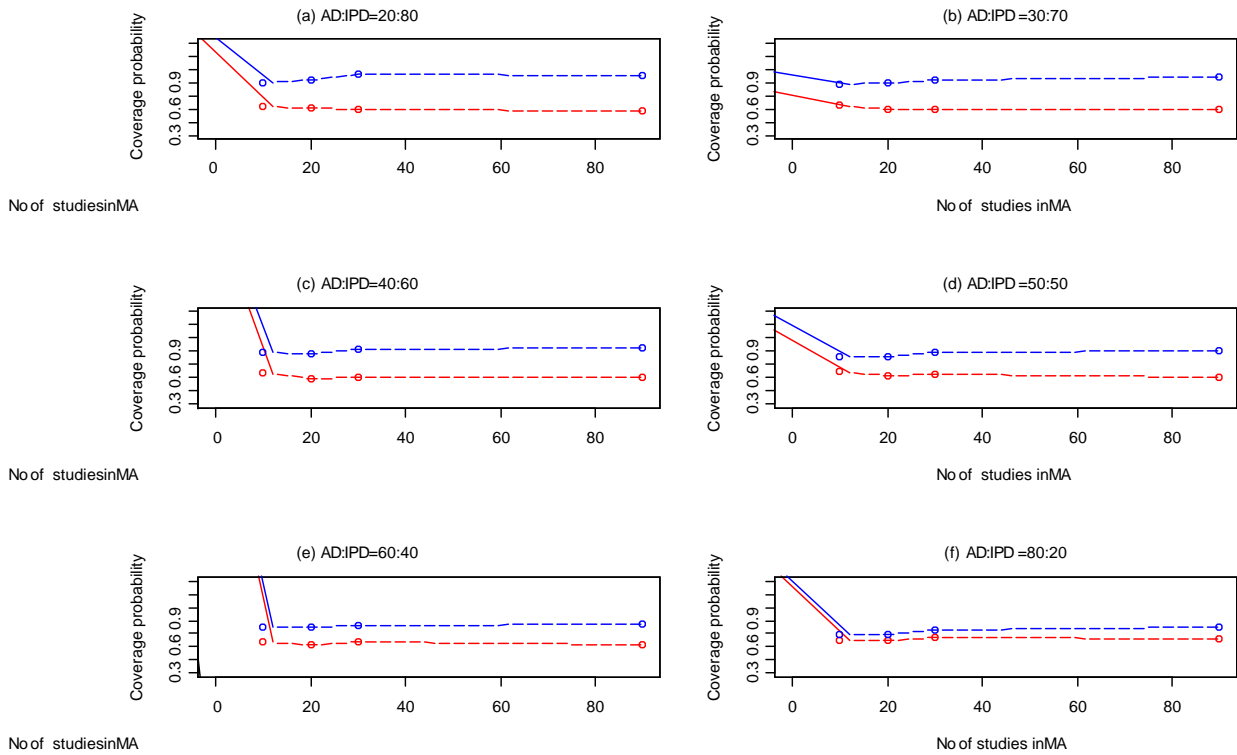 (a) AD:IPD=20:80
Coverage probability
0.3 0.6 0.9
0 20 40 60 80
No of studiesinMA
(b) AD:IPD =30:70
Coverage probability
0.3 0.6 0.9
0 20 40 60 80
No of studies inMA
(c) AD:IPD=40:60
Coverage probability
0.3 0.6 0.9
0 20 40 60 80
No of studiesinMA
(d) AD:IPD =50:50
Coverage probability
0.3 0.6 0.9
0 20 40 60 80
No of studies inMA
(e) AD:IPD=60:40
Coverage probability
0.3 0.6 0.9
0 20 40 60 80
No of studiesinMA
(f) AD:IPD =80:20
Coverage probability
0.3 0.6 0.9
0 20 40 60 80
No of studies inMA